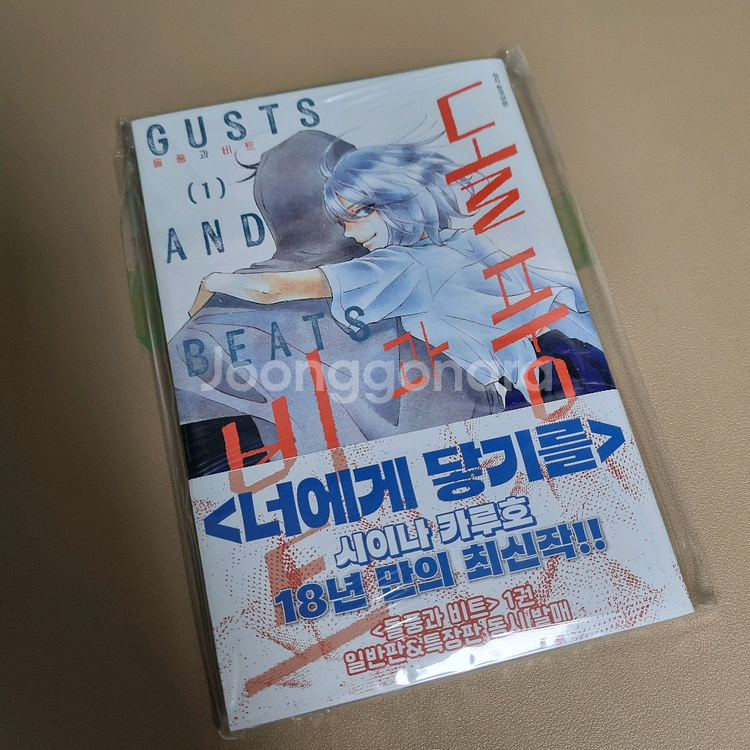 GUSTS
돌풍과 비트
(1)
AND
BEATS
돌풍과 비트
Joonggonara
<너에게 닿기를>
시이나 카루호
18년 만의 최신작!!
<돌풍과 비트> 1권
일반판&특장판 동시발매